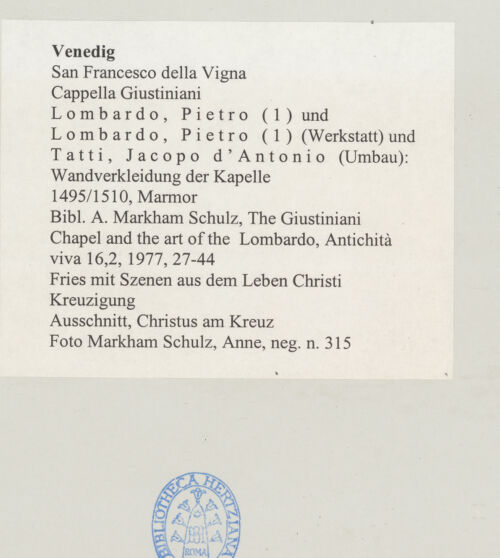 Venedig
San Francesco della Vigna
Cappella Giustiniani
Lombardo, Pietro (1) und
Lombardo, Pietro (1) (Werkstatt) und
Tatti, Jacopo d'Antonio (Umbau):
Wandverkleidung der Kapelle
1495/1510, Marmor
Bibl. A. Markham Schulz, The Giustiniani
Chapel and the art of the Lombardo, Antichità
viva 16,2, 1977, 27-44
Fries mit Szenen aus dem Leben Christi
Kreuzigung
Ausschnitt, Christus am Kreuz
Foto Markham Schulz, Anne, neg. n. 315
BIBLIOTHECA HERTZIANA
ROMA